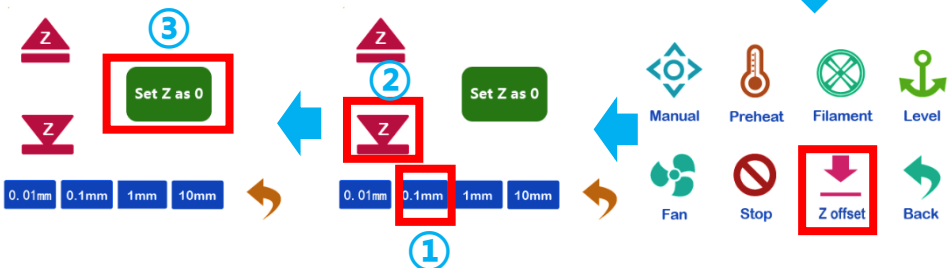 ③
Z
Set Z as 0
Z
0.01mm 0.1mm 1mm 10mm
Z
②
Set Z as 0
Z
0.01mm 0.1mm 1mm 10mm
①
Manual Preheat Filament Level
Fan Stop Z offset Back